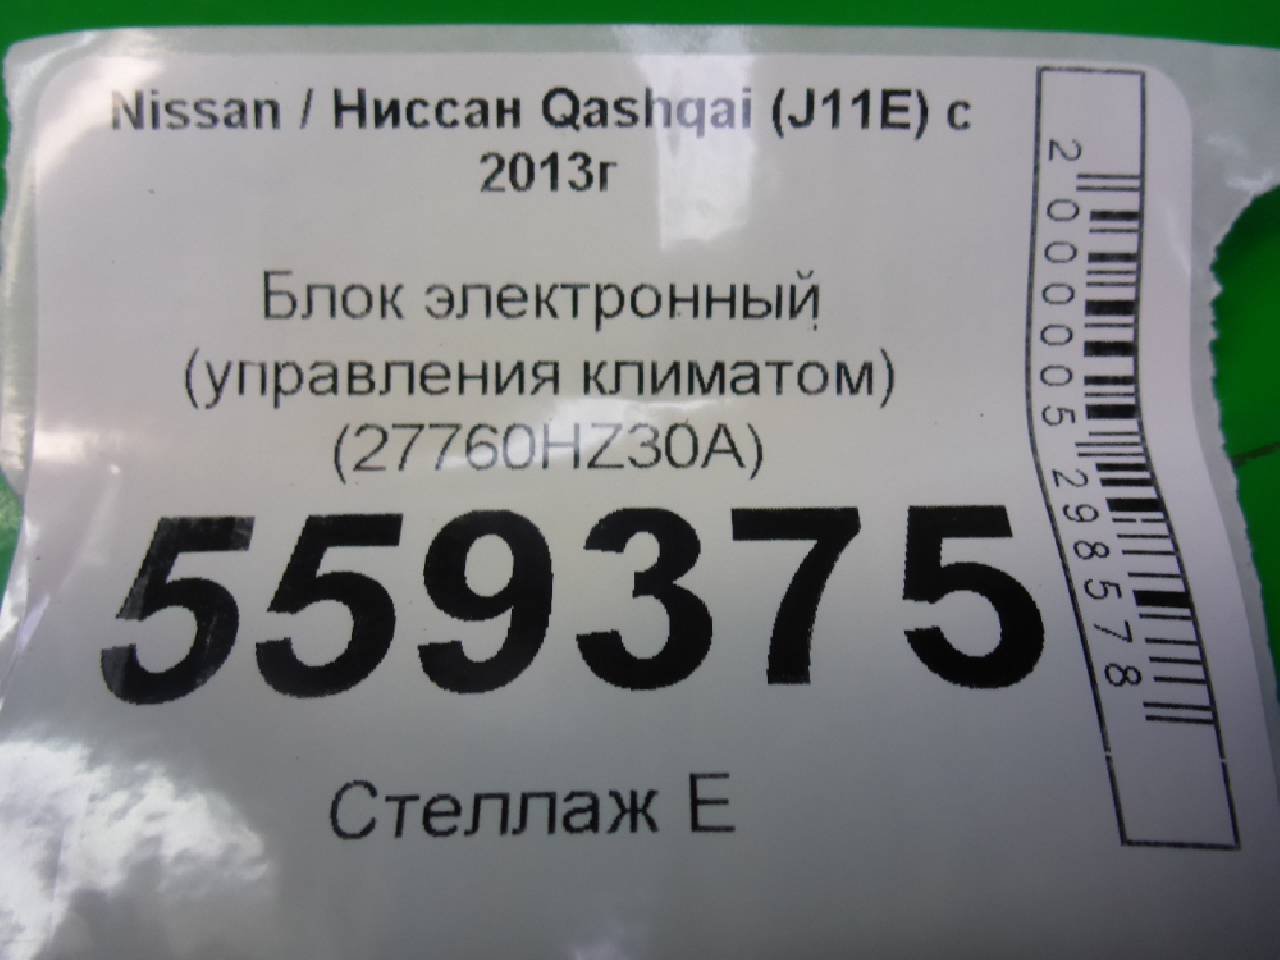 Nissan / Ниссан Qashqai (J11E) с
2013г
Блок электронный
(управления климатом)
(27760HZ30A)
559375
Стеллаж Е
2000005298578